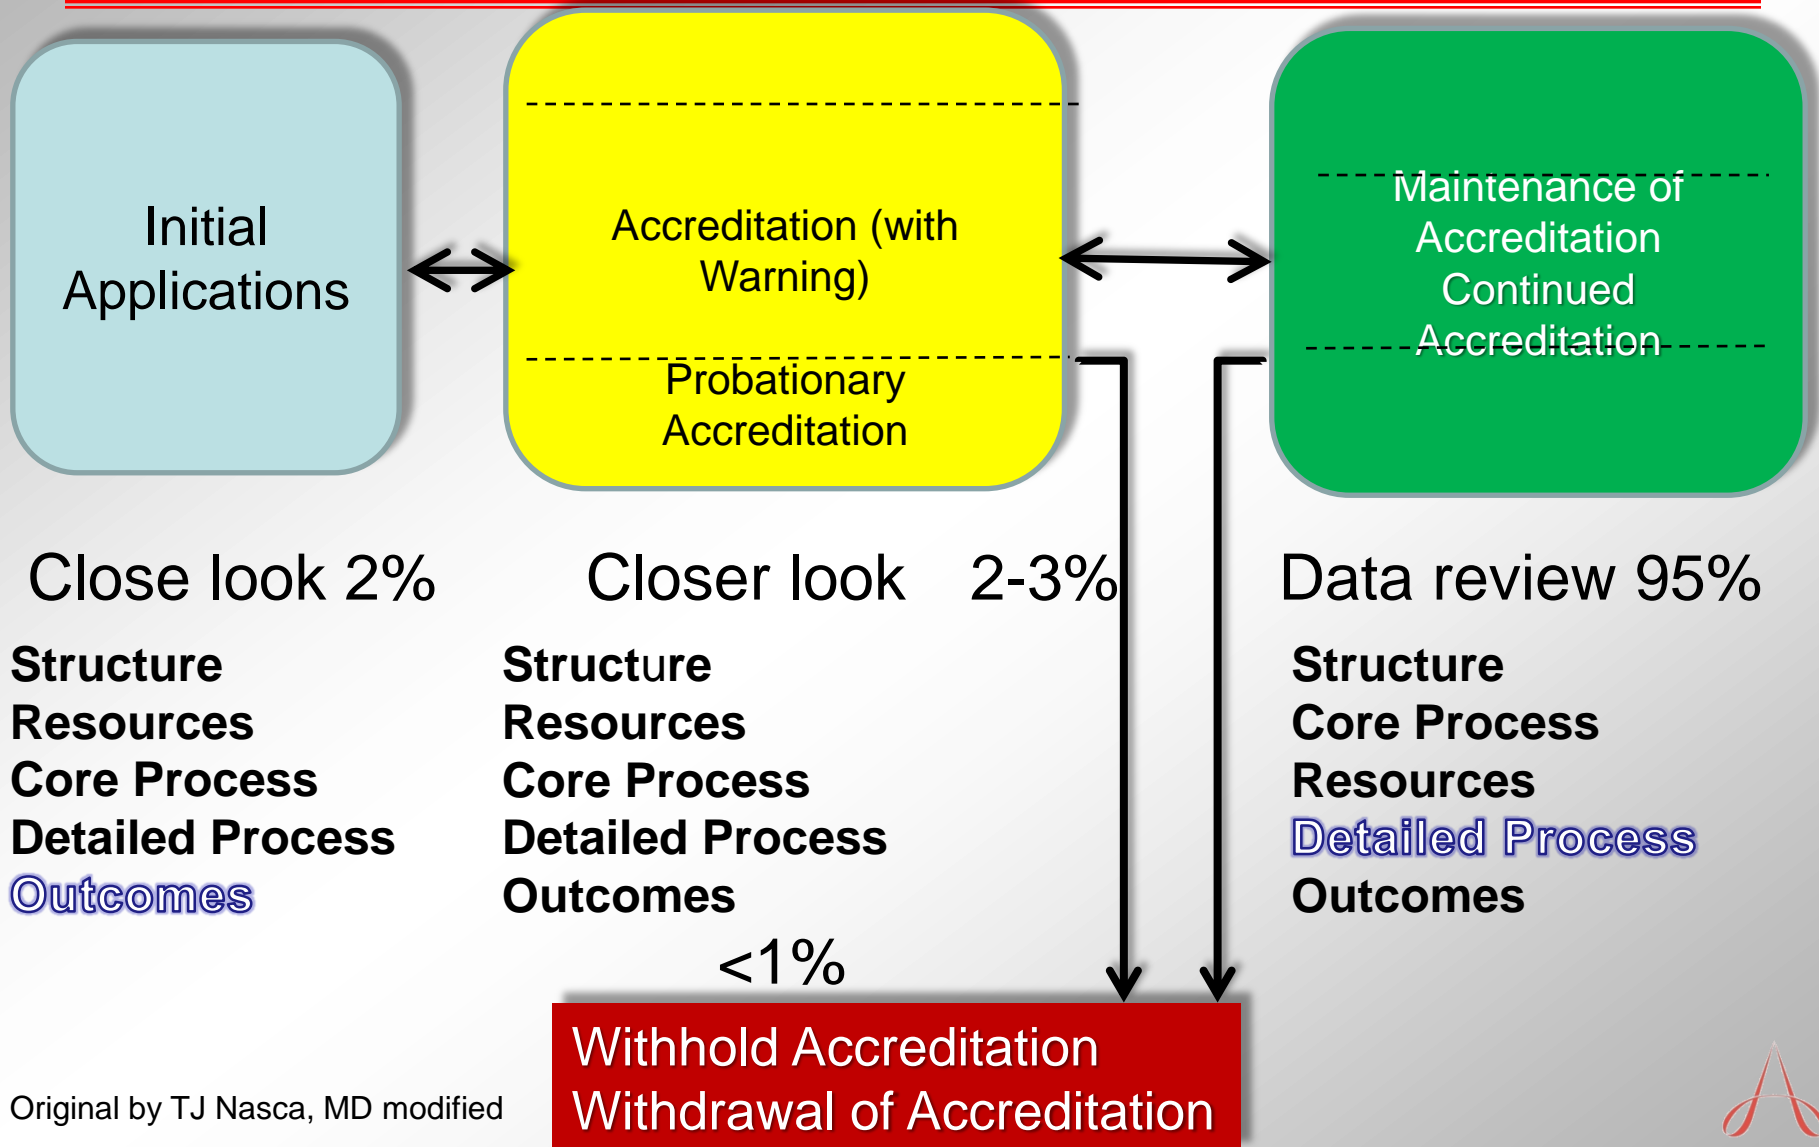 Initial
Applications
Accreditation (with
Warning)
Probationary
Accreditation
Maintenance of
Accreditation
Continued
Accreditation
Close look 2%
Closer look 2-3%
Data review 95%
Structure
Resources
Core Process
Detailed Process
Outcomes
Structure
Resources
Core Process
Detailed Process
Outcomes
Structure
Core Process
Resources
Detailed Process
Outcomes
<1%
Withhold Accreditation
Withdrawal of Accreditation
Original by TJ Nasca, MD modified